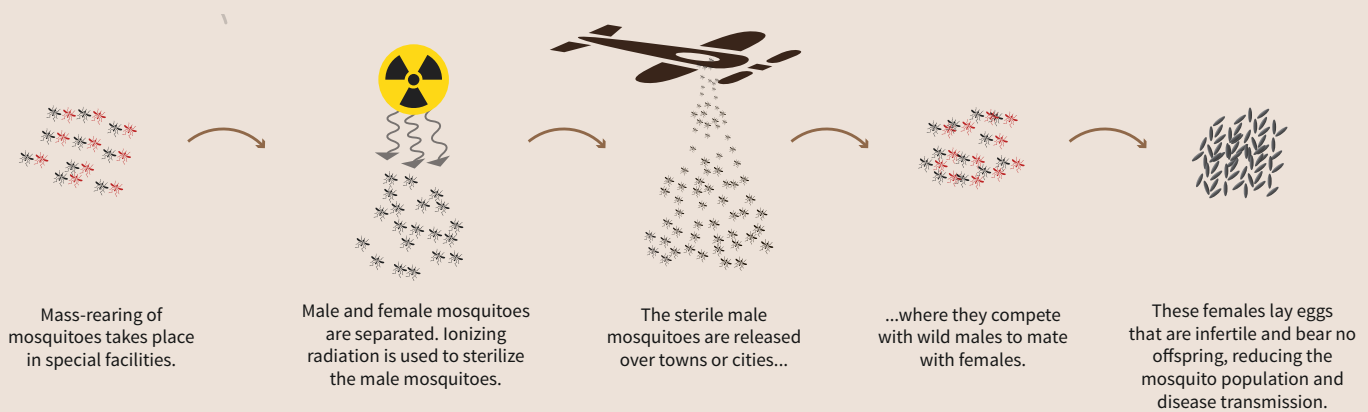 Mass-rearing of
mosquitoes takes place
in special facilities.
Male and female mosquitoes
are separated. Ionizing
radiation is used to sterilize
the male mosquitoes.
The sterile male
mosquitoes are released
over towns or cities...
...where they compete
with wild males to mate
with females.
These females lay eggs
that are infertile and bear no
offspring, reducing the
mosquito population and
disease transmission.